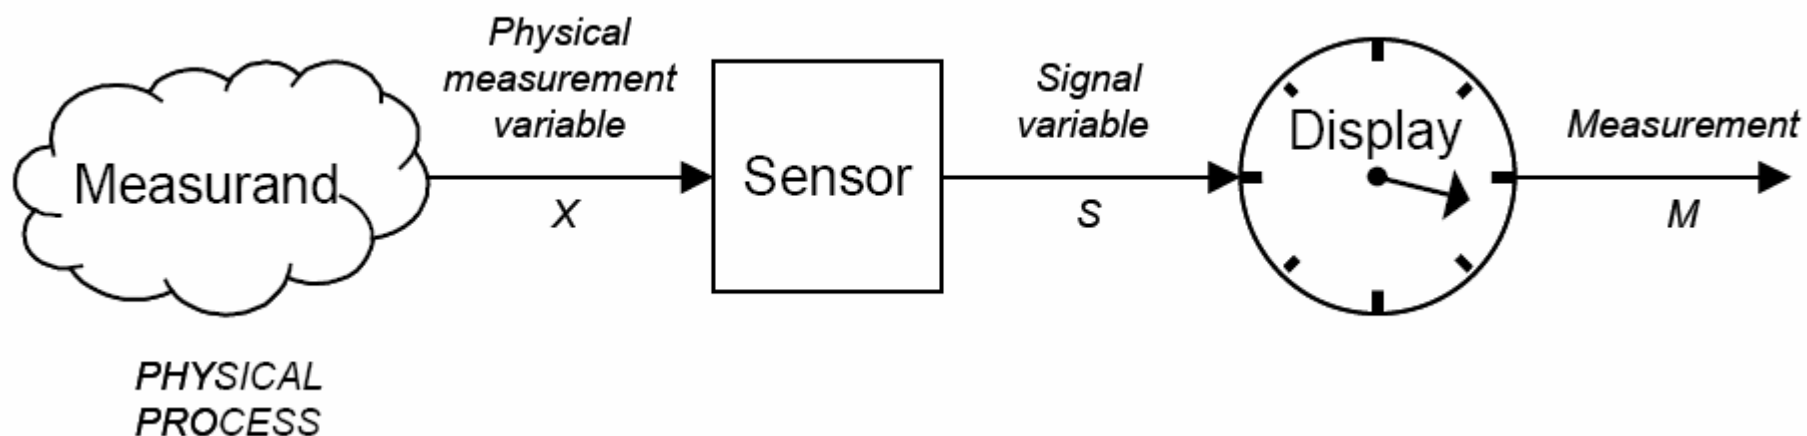 Physical
measurement
variable
X
Signal
variable
S
Measurement
M
Measurand
Sensor
Display
PHYSICAL
PROCESS